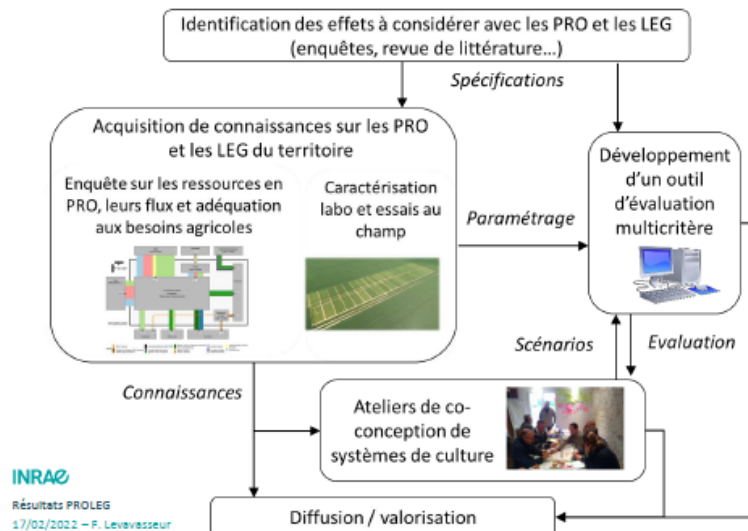 Identification des effets à considérer avec les PRO et les LEG
(enquêtes, revue de littérature…)
Spécifications
Acquisition de connaissances sur les PRO
et les LEG du territoire
Enquête sur les ressources en
PRO, leurs flux et adéquation
aux besoins agricoles
Caractérisation
labo et essais au
champ
Paramétrage
Développement
d'un outil
d'évaluation
multicritère
Scénarios
Evaluation
Connaissances
Ateliers de co-
conception de
systèmes de culture
INRAE
Résultats PROLEG
17/02/2022 – F. Levavasseur
Diffusion / valorisation